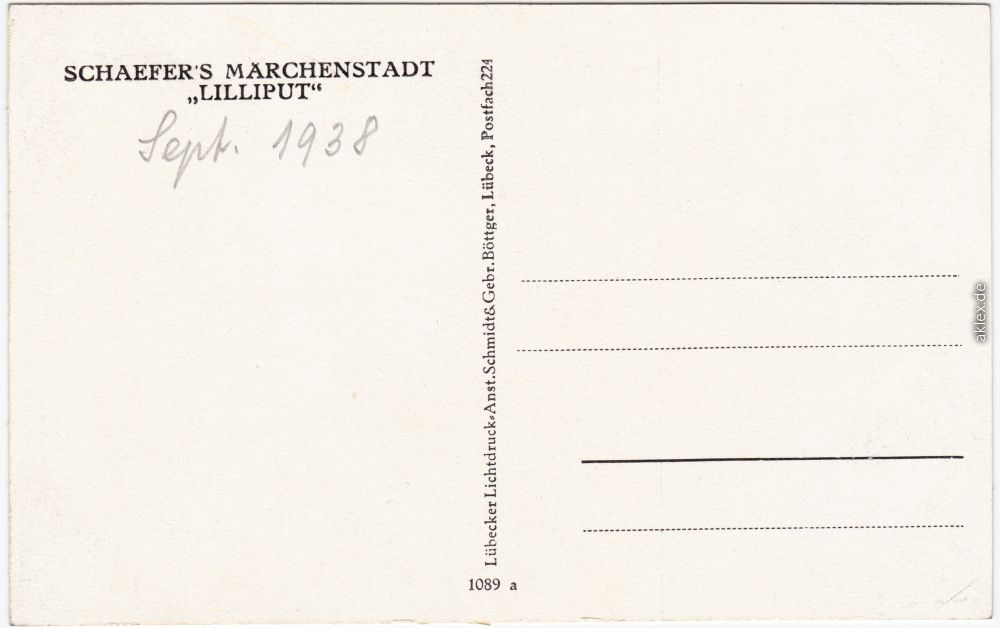 SCHAEFER'S MÄRCHENSTADT
„LILLIPUT“
Sept. 1938
Lübecker Lichtdruck-Anst. Schmidt & Gebr. Böttger, Lübeck, Postfach 224
1089 a
aklex.de